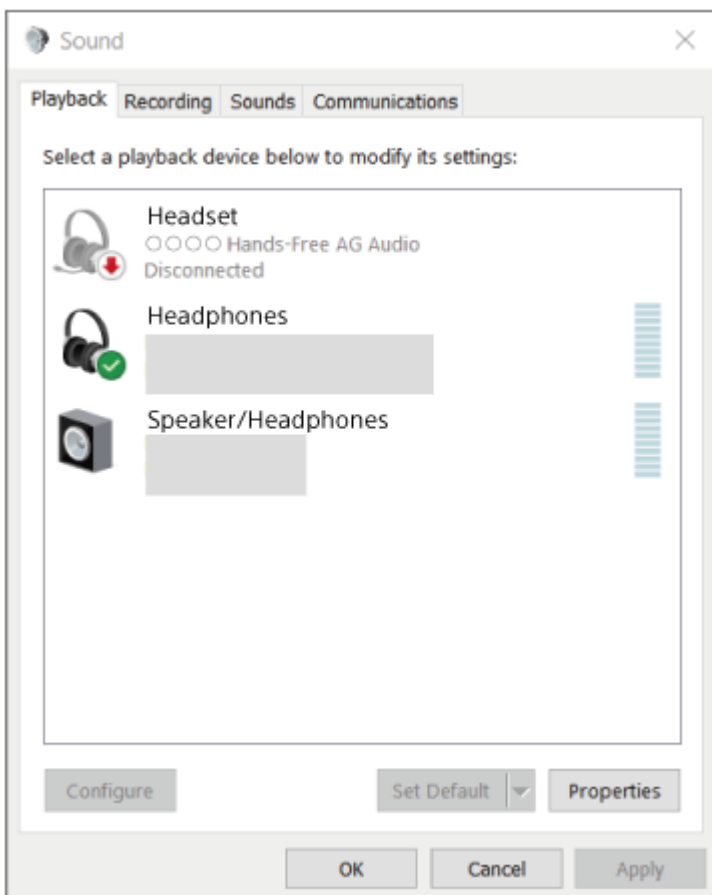 Sound
Playback Recording Sounds Communications
Select a playback device below to modify its settings:
Headset
○○○○ Hands-Free AG Audio
Disconnected
Headphones
Speaker/Headphones
Configure Set Default Properties
OK Cancel Apply